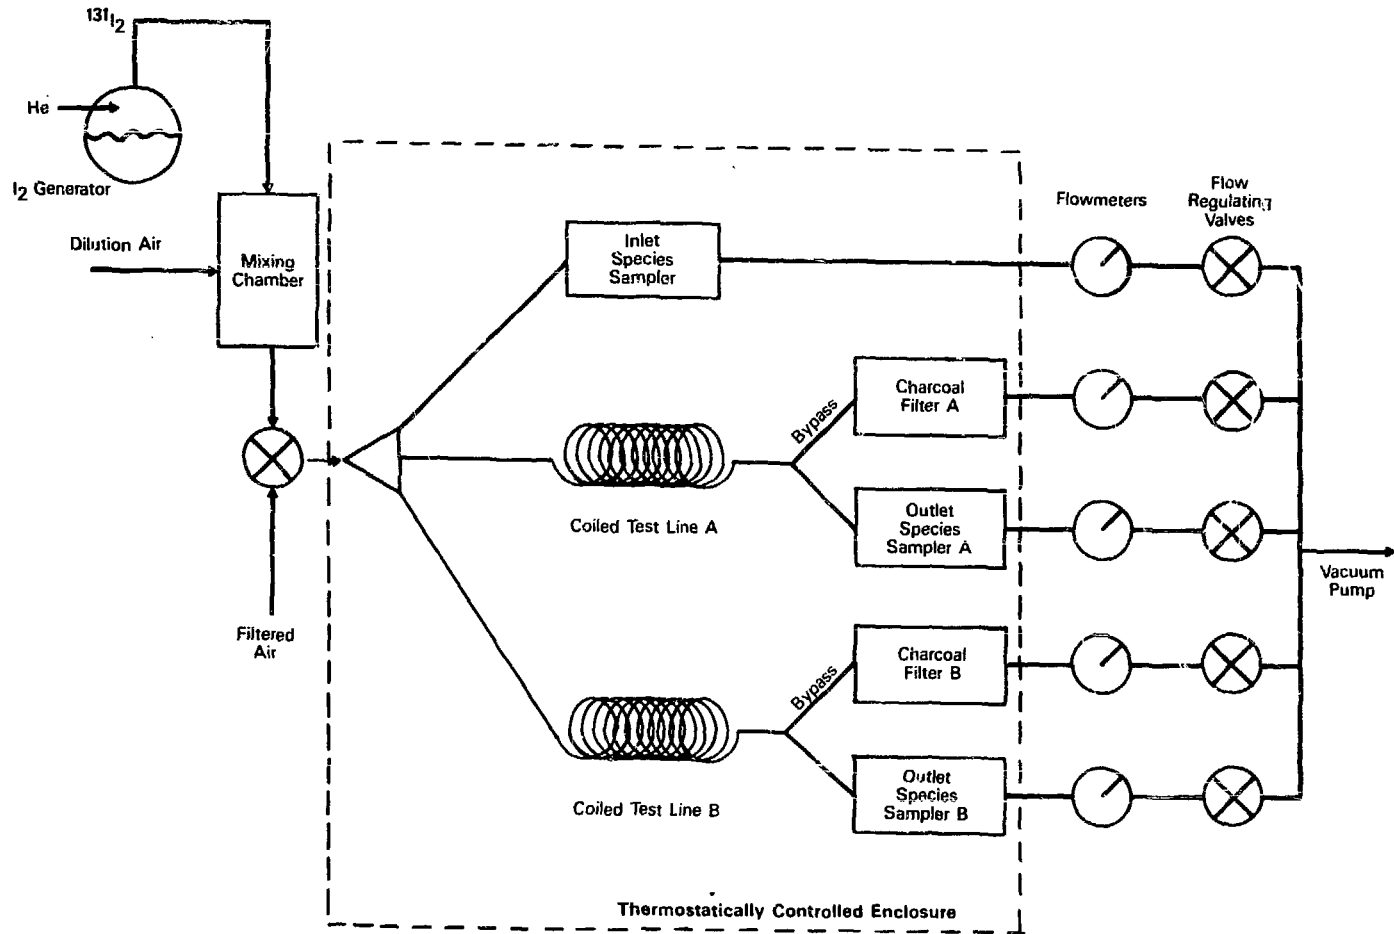 131I2
He
I2 Generator
Dilution Air
Mixing
Chamber
Filtered
Air
Inlet
Species
Sampler
Flowmeters
Flow
Regulating
Valves
Bypass
Charcoal
Filter A
Coiled Test Line A
Outlet
Species
Sampler A
Vacuum
Pump
Bypass
Charcoal
Filter B
Coiled Test Line B
Outlet
Species
Sampler B
Thermostatically Controlled Enclosure